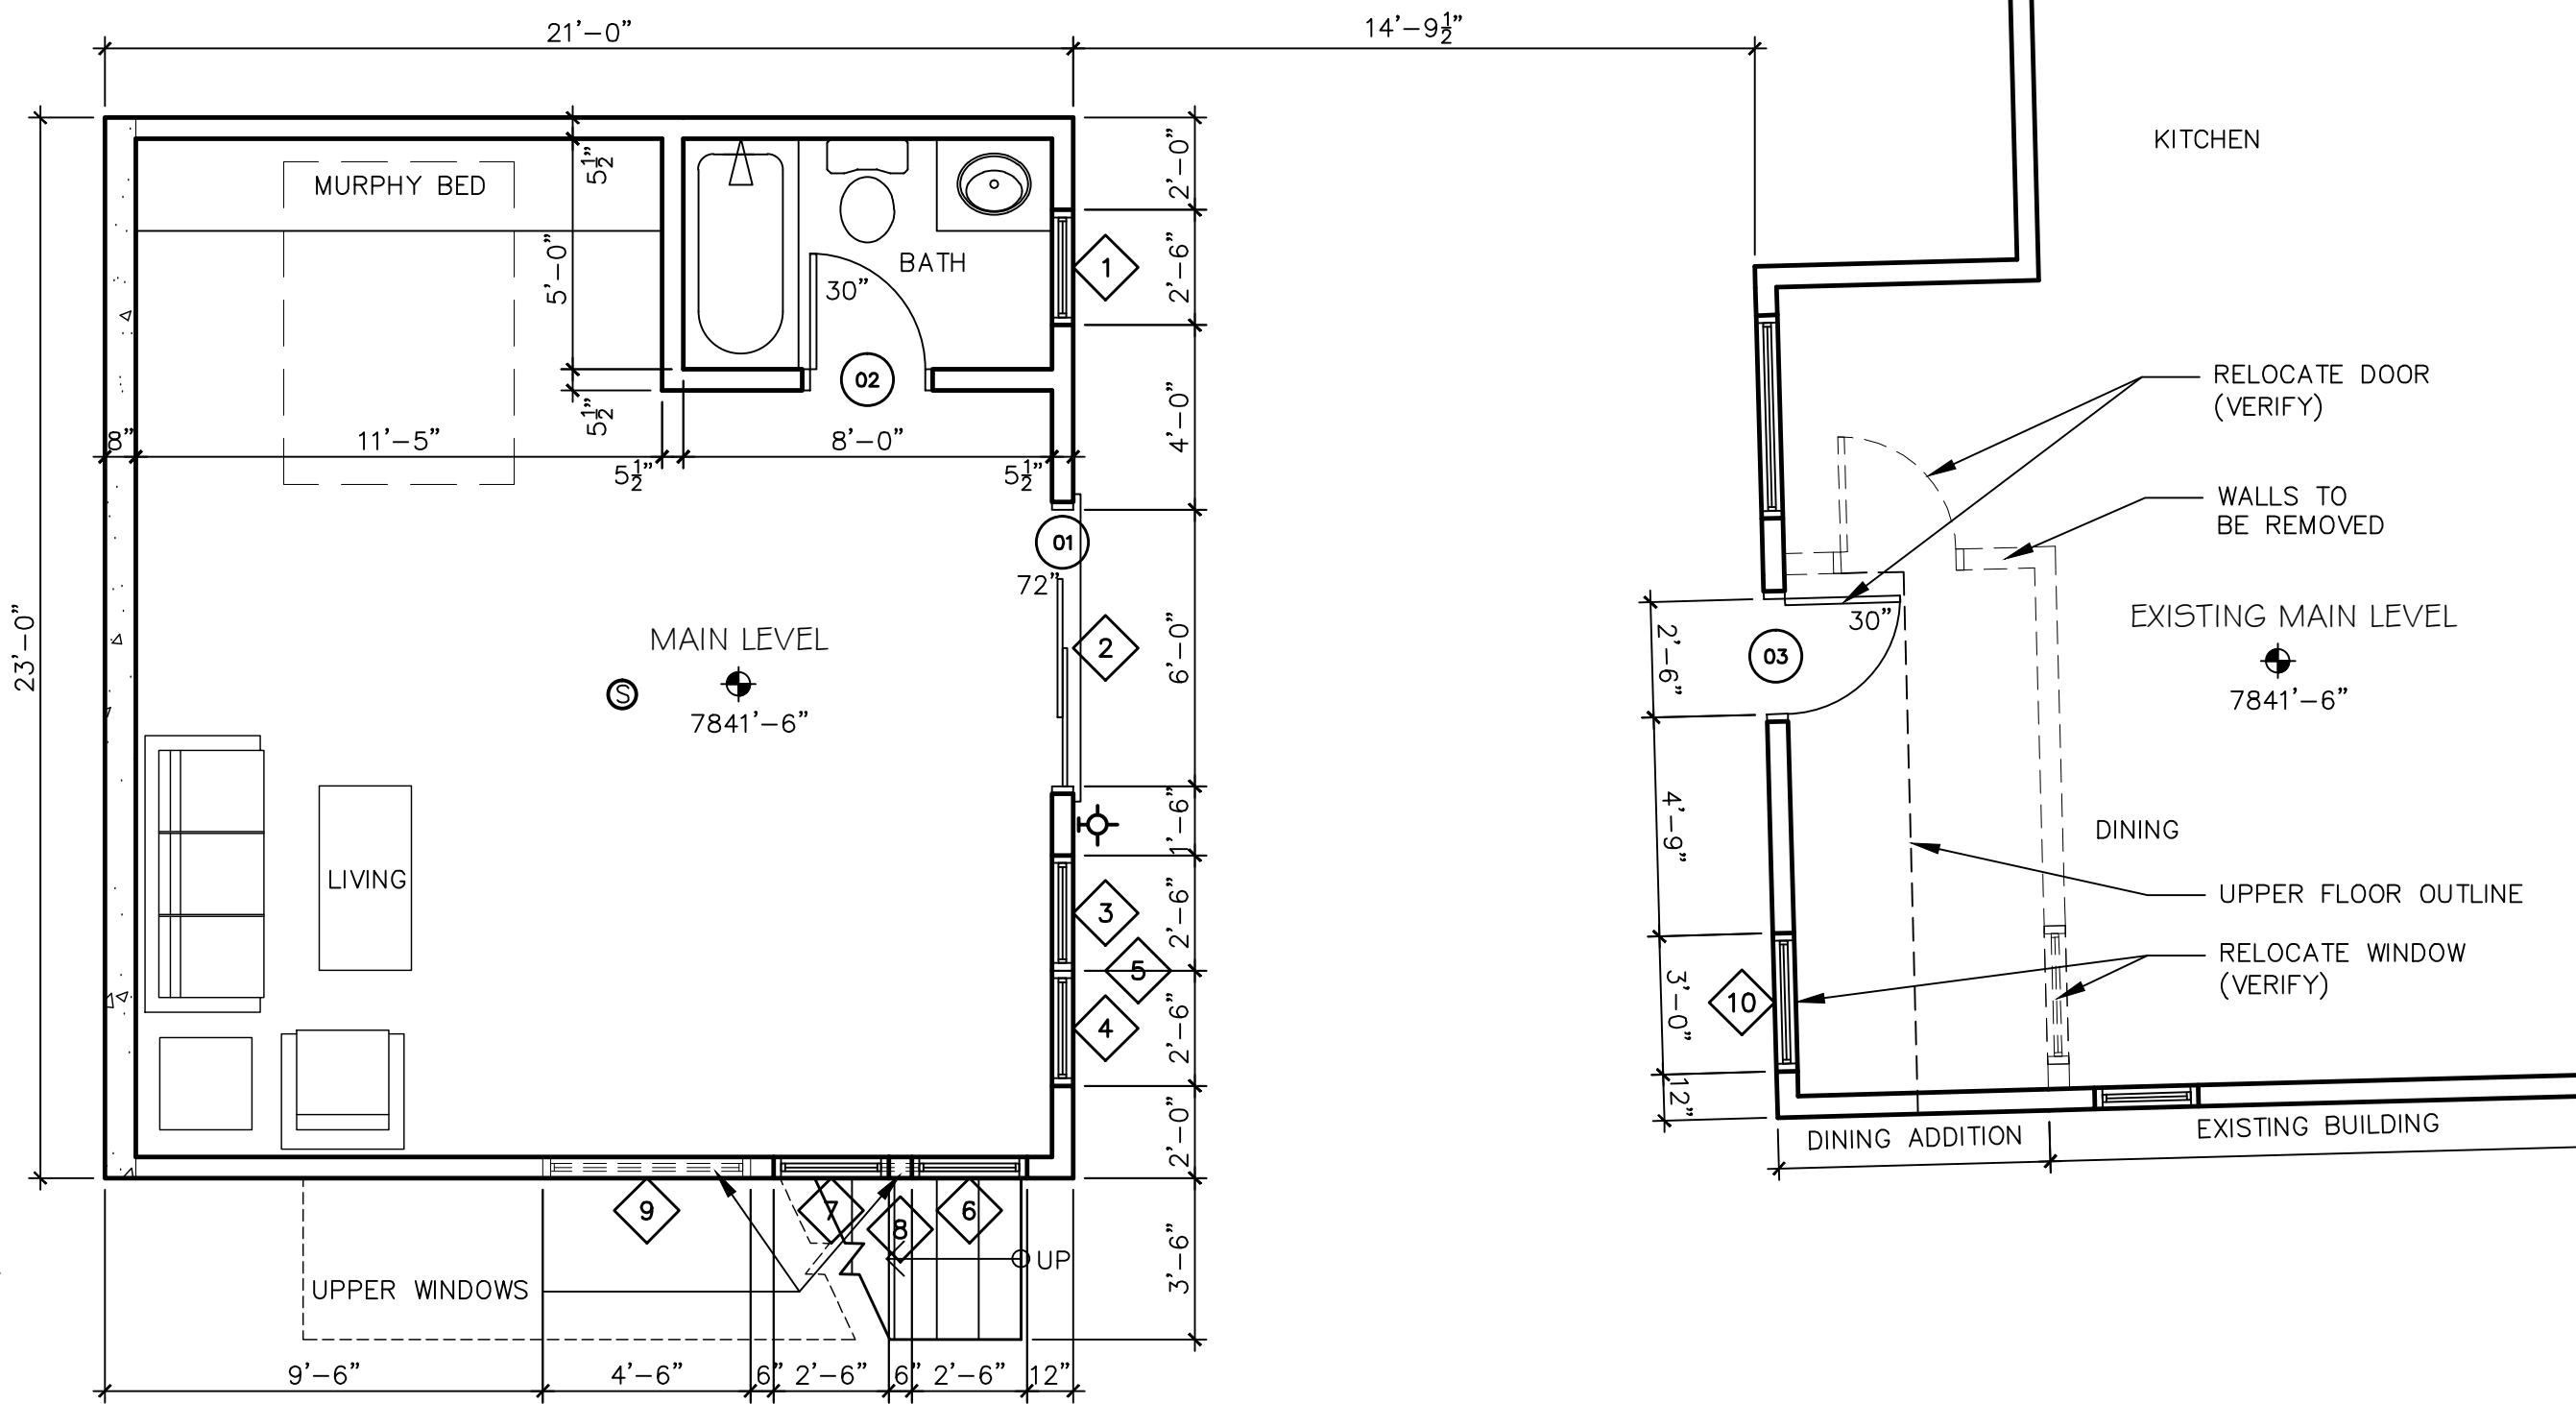 21'-0"
14'-9½"
KITCHEN
MURPHY BED
5½"
5'-0"
BATH
30"
1
2'-0"
2'-6"
02
5½"
4'-0"
8"
11'-5"
5½"
8'-0"
5½"
01
72"
2
6'-0"
23'-0"
MAIN LEVEL
S
7841'-6"
1'-6"
LIVING
3
2'-6"
5
4
2'-6"
2'-0"
9
7
8
6
UP
3'-6"
UPPER WINDOWS
9'-6"
4'-6"
6"
2'-6"
6"
2'-6"
12"
RELOCATE DOOR
(VERIFY)
WALLS TO
BE REMOVED
30"
2'-6"
03
EXISTING MAIN LEVEL
7841'-6"
4'-9"
DINING
UPPER FLOOR OUTLINE
RELOCATE WINDOW
(VERIFY)
10
3'-0"
12"
DINING ADDITION
EXISTING BUILDING